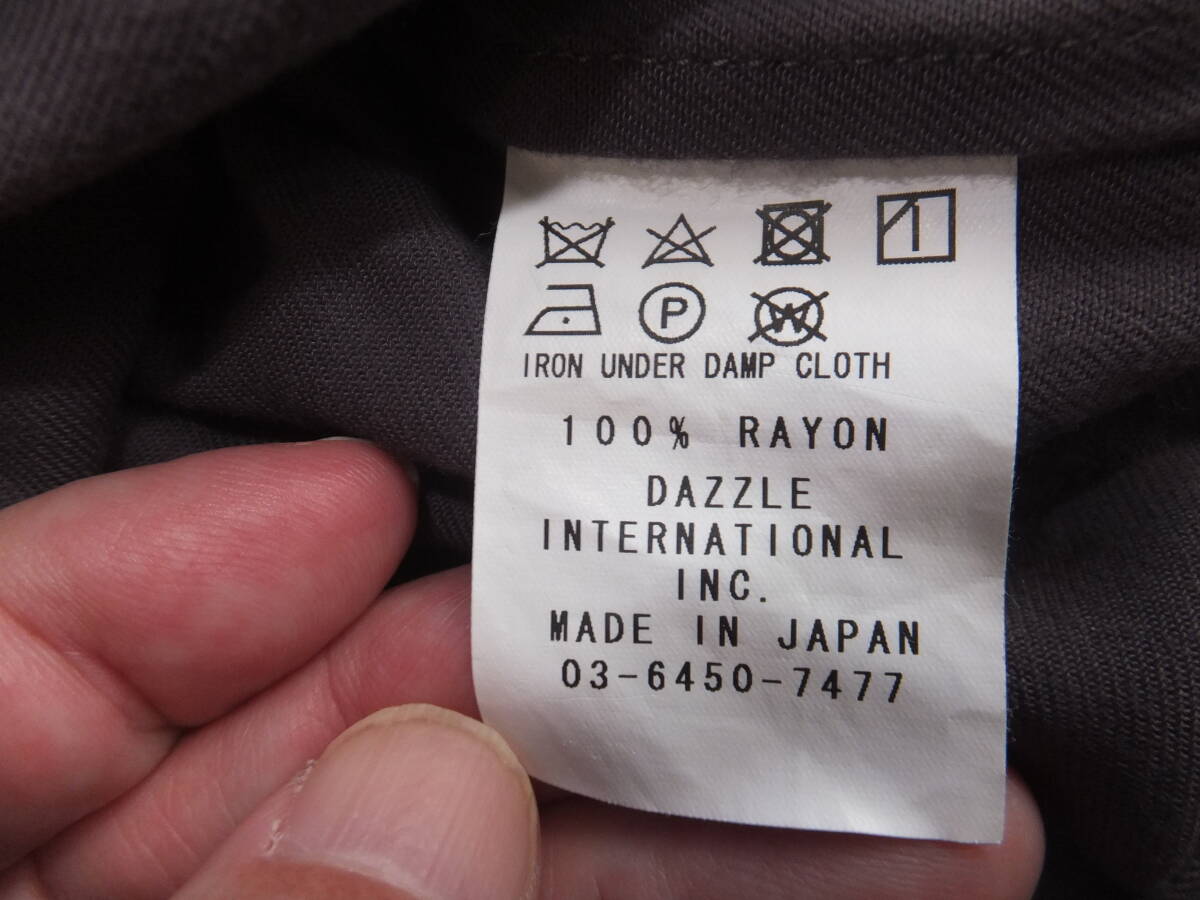 P W
IRON UNDER DAMP CLOTH
100% RAYON
DAZZLE
INTERNATIONAL
INC.
MADE IN JAPAN
03-6450-7477